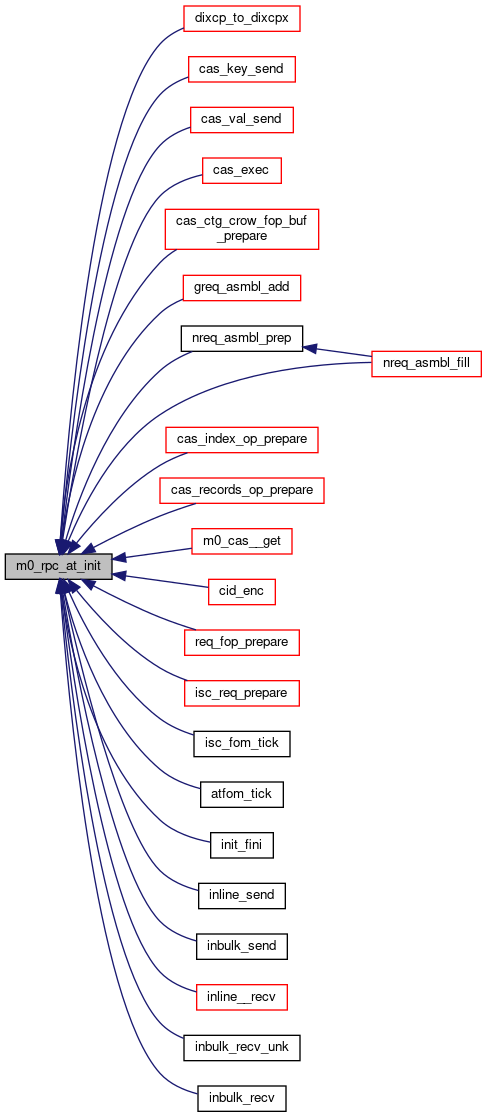 dixcp_to_dixcpx
cas_key_send
cas_val_send
cas_exec
cas_ctg_crow_fop_buf
_prepare
greq_asmbl_add
nreq_asmbl_prep
nreq_asmbl_fill
cas_index_op_prepare
cas_records_op_prepare
m0_cas__get
m0_rpc_at_init
cid_enc
req_fop_prepare
isc_req_prepare
isc_fom_tick
atfom_tick
init_fini
inline_send
inbulk_send
inline__recv
inbulk_recv_unk
inbulk_recv